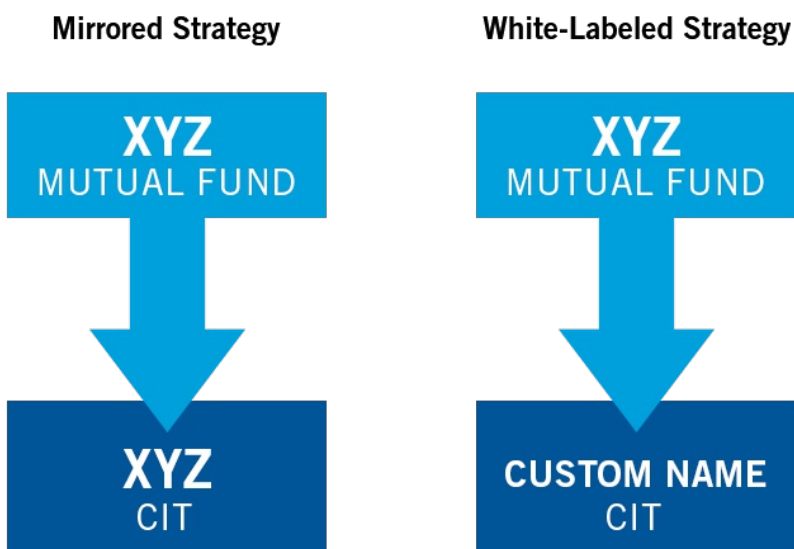 Mirrored Strategy
XYZ
MUTUAL FUND
XYZ
CIT
White-Labeled Strategy
XYZ
MUTUAL FUND
CUSTOM NAME
CIT